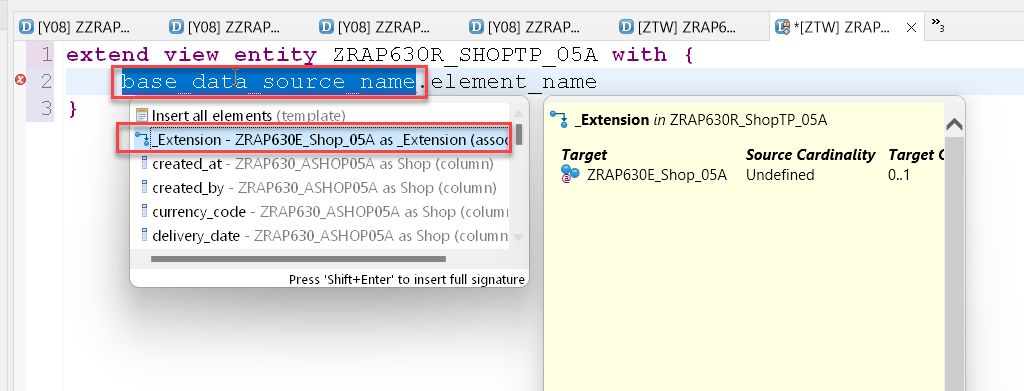 [Y08] ZZRAP...
[Y08] ZZRAP...
[Y08] ZZRAP...
[Y08] ZZRAP...
[ZTW] ZRAP6...
*[ZTW] ZRAP...
»3
1 extend view entity ZRAP630R_SHOPTP_05A with {
2 base_data_source_name.element_name
3 }
Insert all elements (template)
_Extension - ZRAP630E_Shop_05A as _Extension (assoc
created_at - ZRAP630_ASHOP05A as Shop (column)
created_by - ZRAP630_ASHOP05A as Shop (column)
currency_code - ZRAP630_ASHOP05A as Shop (colum
delivery_date - ZRAP630_ASHOP05A as Shop (column
Press 'Shift+Enter' to insert full signature
_Extension in ZRAP630R_ShopTP_05A
Target Source Cardinality Target C
ZRAP630E_Shop_05A Undefined 0..1